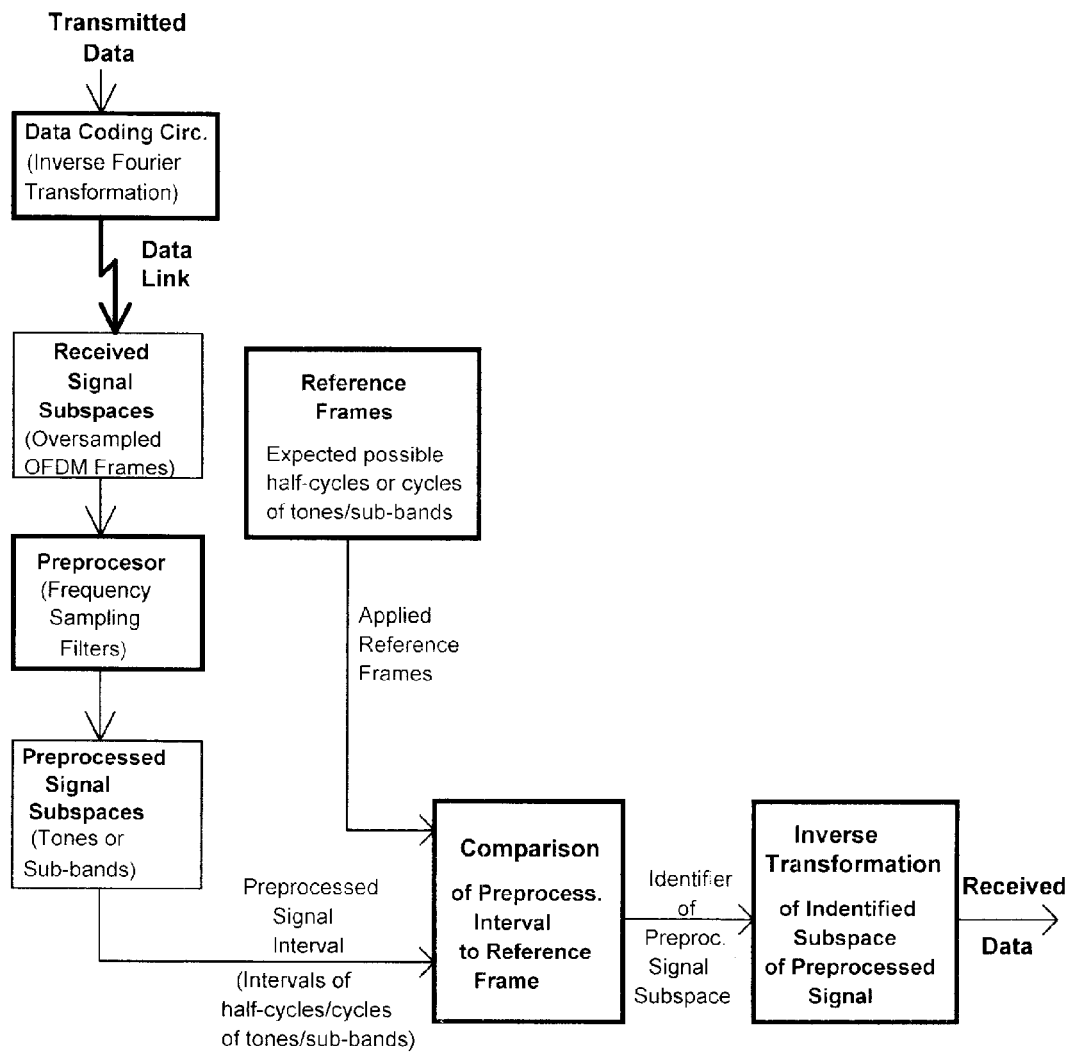 Transmitted
Data
Data Coding Circ.
(Inverse Fourier
Transformation)
Data
Link
Received
Signal
Subspaces
(Oversampled
OFDM Frames)
Reference
Frames
Expected possible
half-cycles or cycles
of tones/sub-bands
Preprocesor
(Frequency
Sampling
Filters)
Applied
Reference
Frames
Preprocessed
Signal
Subspaces
(Tones or
Sub-bands)
Preprocessed
Signal
Interval
(Intervals of
half-cycles/cycles
of tones/sub-bands)
Comparison
of Preprocess.
Interval
to Reference
Frame
Identifier
of
Preproc.
Signal
Subspace
Inverse
Transformation
of Indentified
Subspace
of Preprocessed
Signal
Received
Data